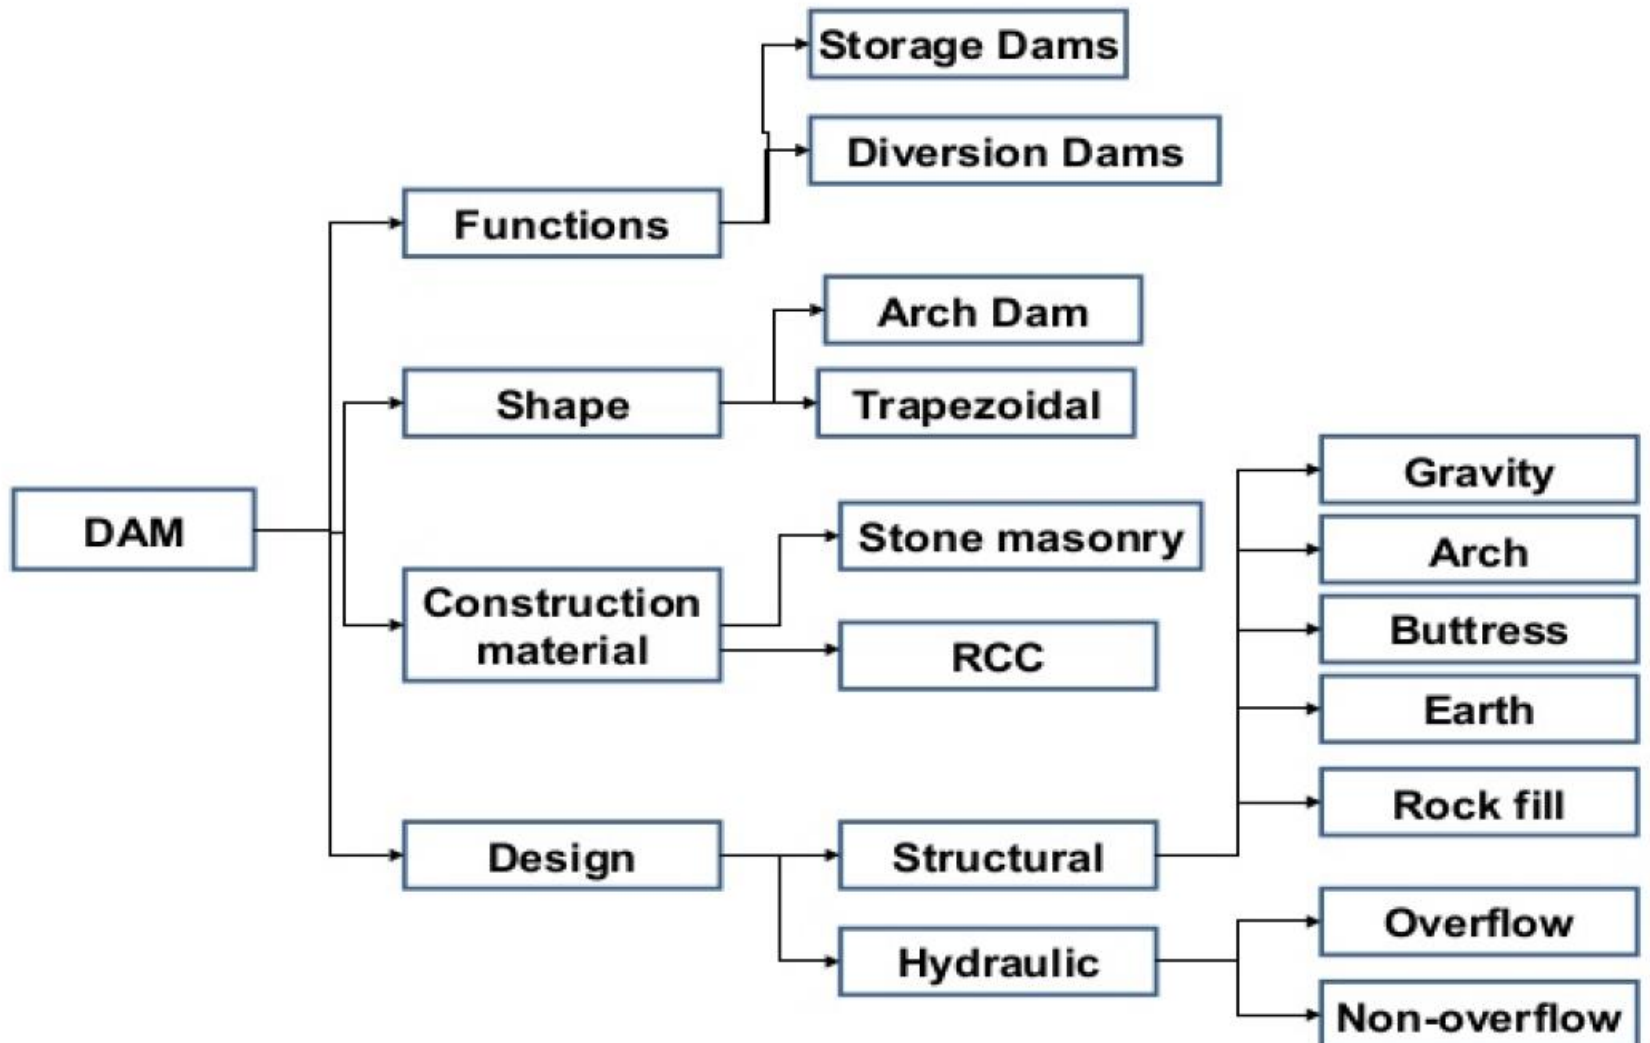 Storage Dams
Diversion Dams
Functions
Arch Dam
Shape
Trapezoidal
Gravity
DAM
Stone masonry
Arch
Construction
material
Buttress
RCC
Earth
Rock fill
Design
Structural
Overflow
Hydraulic
Non-overflow